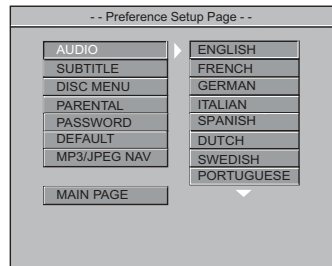 - - Preference Setup Page - -
AUDIO
SUBTITLE
DISC MENU
PARENTAL
PASSWORD
DEFAULT
MP3/JPEG NAV
MAIN PAGE
ENGLISH
FRENCH
GERMAN
ITALIAN
SPANISH
DUTCH
SWEDISH
PORTUGUESE